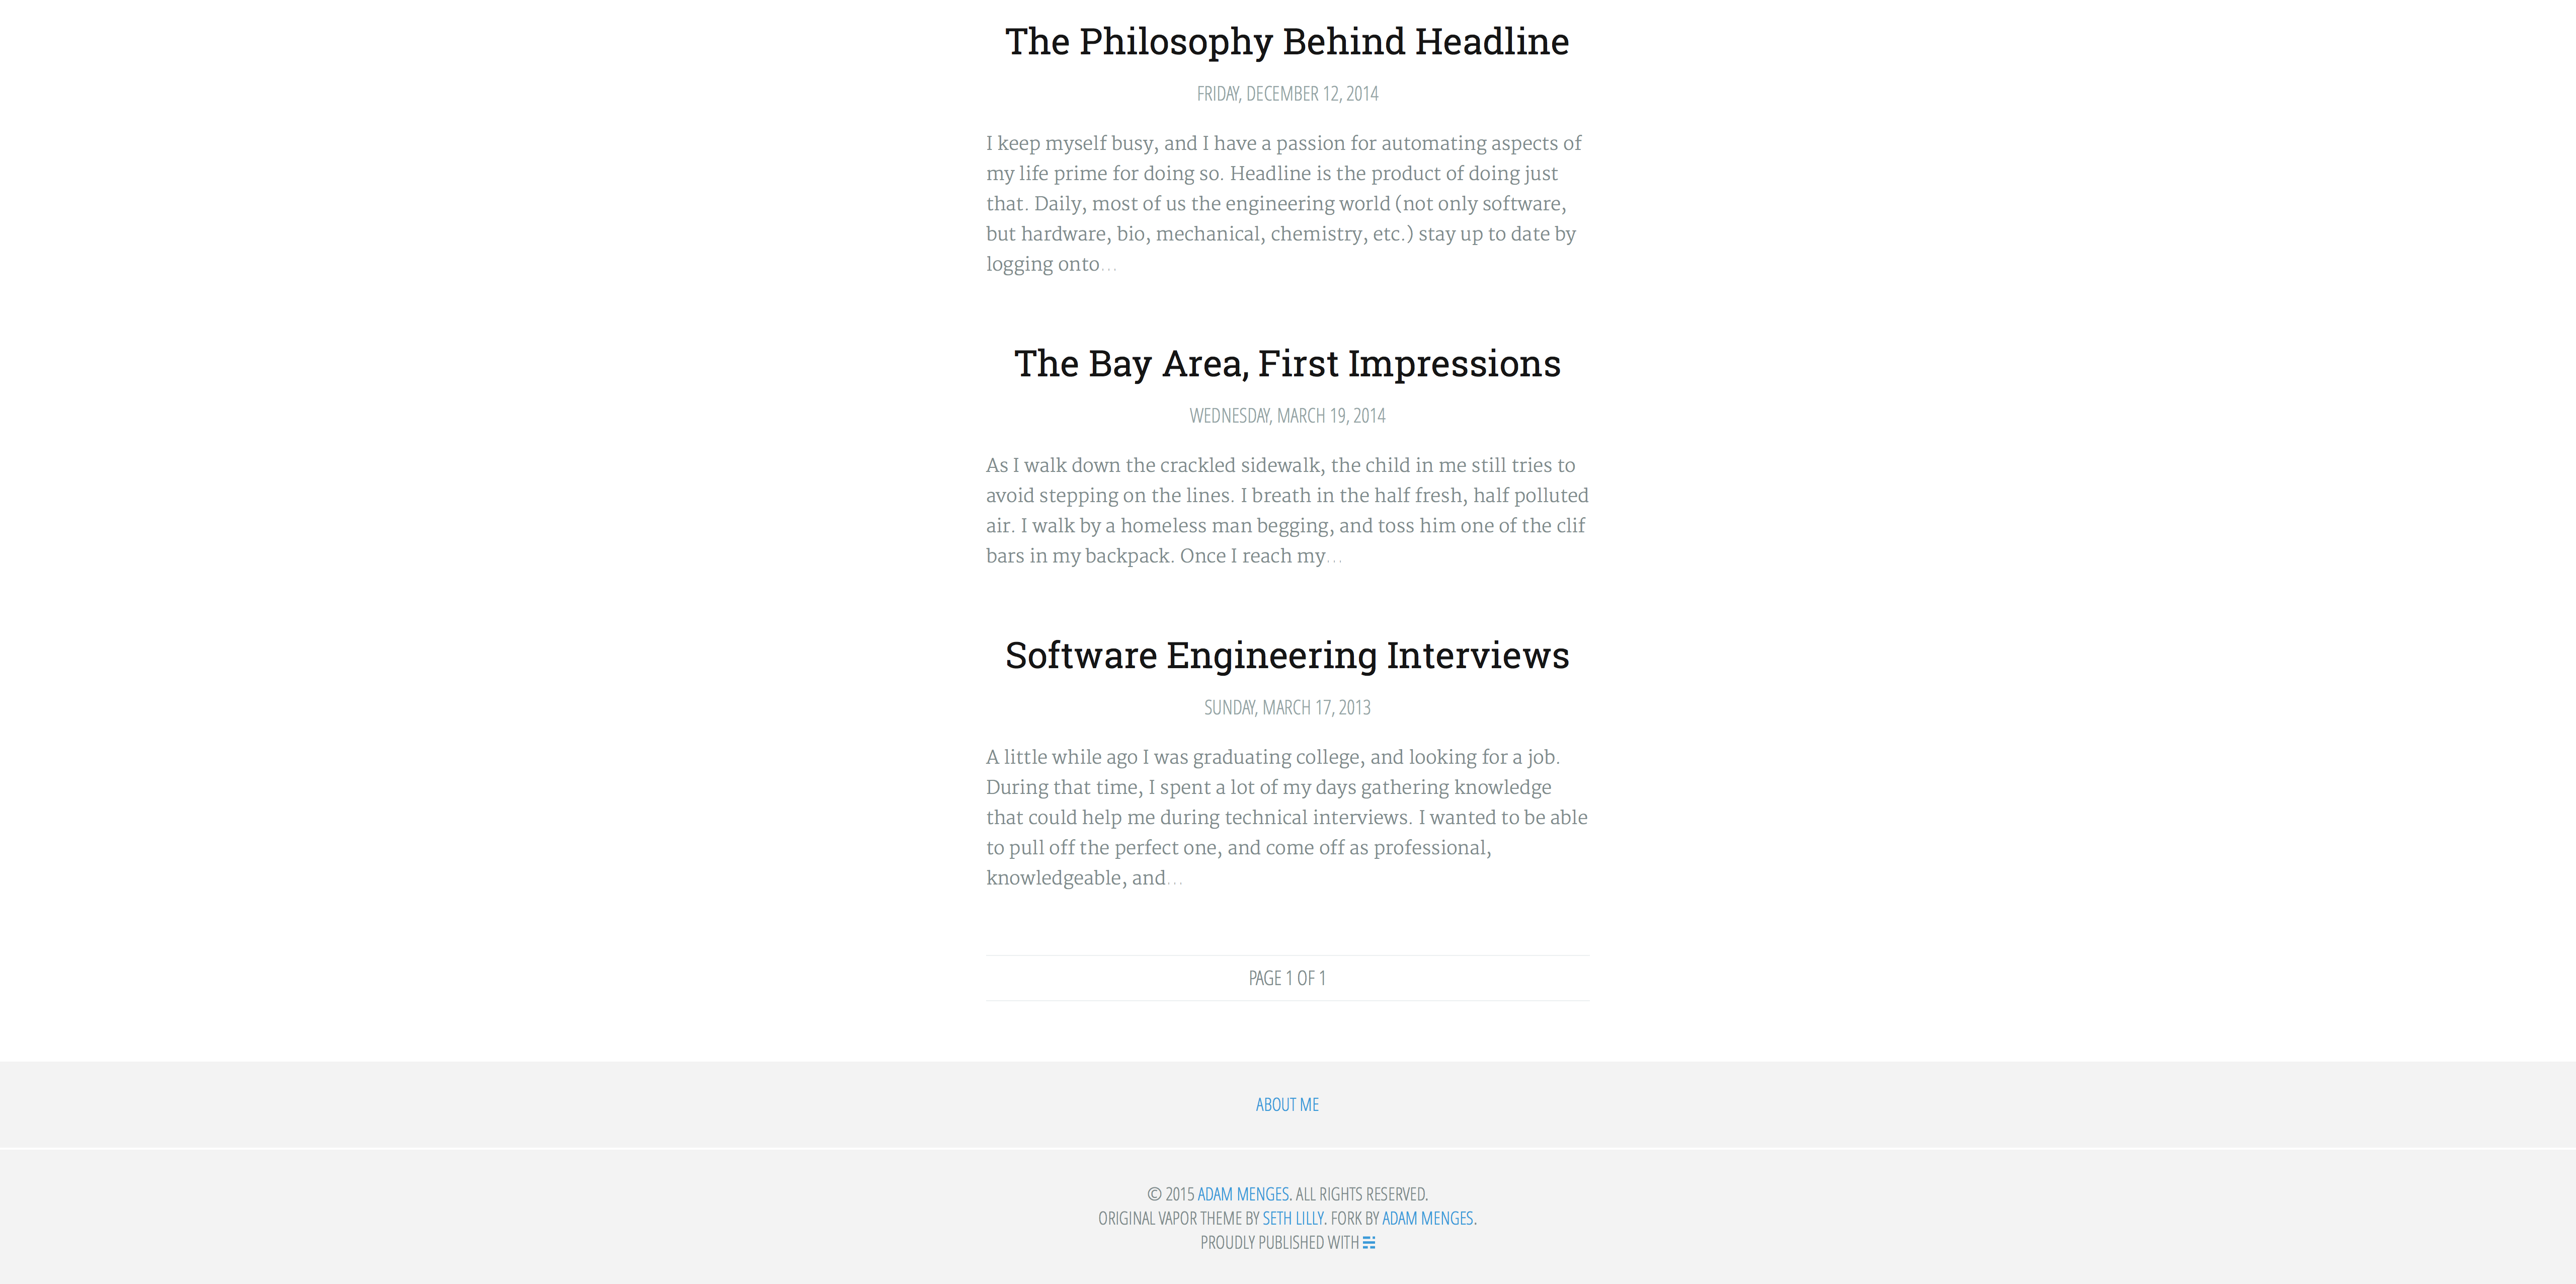 The Philosophy Behind Headline
FRIDAY, DECEMBER 12, 2014
I keep myself busy, and I have a passion for automating aspects of
my life prime for doing so. Headline is the product of doing just
that. Daily, most of us the engineering world (not only software,
but hardware, bio, mechanical, chemistry, etc.) stay up to date by
logging onto...
The Bay Area, First Impressions
WEDNESDAY, MARCH 19, 2014
As I walk down the crackled sidewalk, the child in me still tries to
avoid stepping on the lines. I breath in the half fresh, half polluted
air. I walk by a homeless man begging, and toss him one of the clif
bars in my backpack. Once I reach my...
Software Engineering Interviews
SUNDAY, MARCH 17, 2013
A little while ago I was graduating college, and looking for a job.
During that time, I spent a lot of my days gathering knowledge
that could help me during technical interviews. I wanted to be able
to pull off the perfect one, and come off as professional,
knowledgeable, and...
PAGE 1 OF 1
ABOUT ME
© 2015 ADAM MENGES. ALL RIGHTS RESERVED.
ORIGINAL VAPOR THEME BY SETH LILLY. FORK BY ADAM MENGES.
PROUDLY PUBLISHED WITH